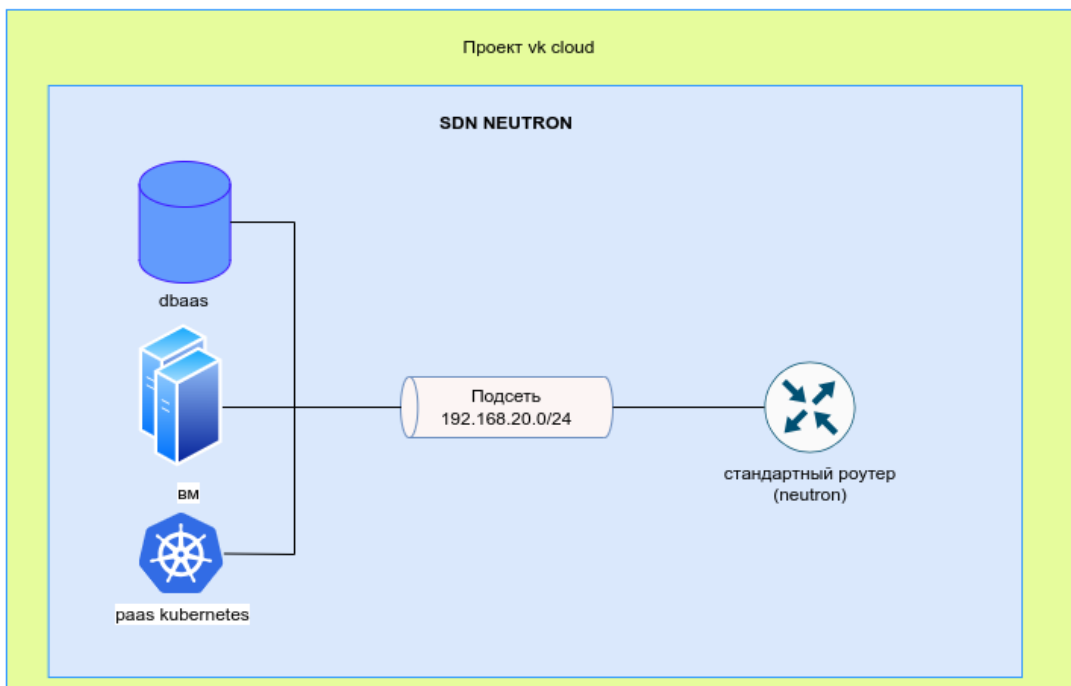 Проект vk cloud
SDN NEUTRON
dbaas
вм
paas kubernetes
Подсеть
192.168.20.0/24
стандартный роутер
(neutron)